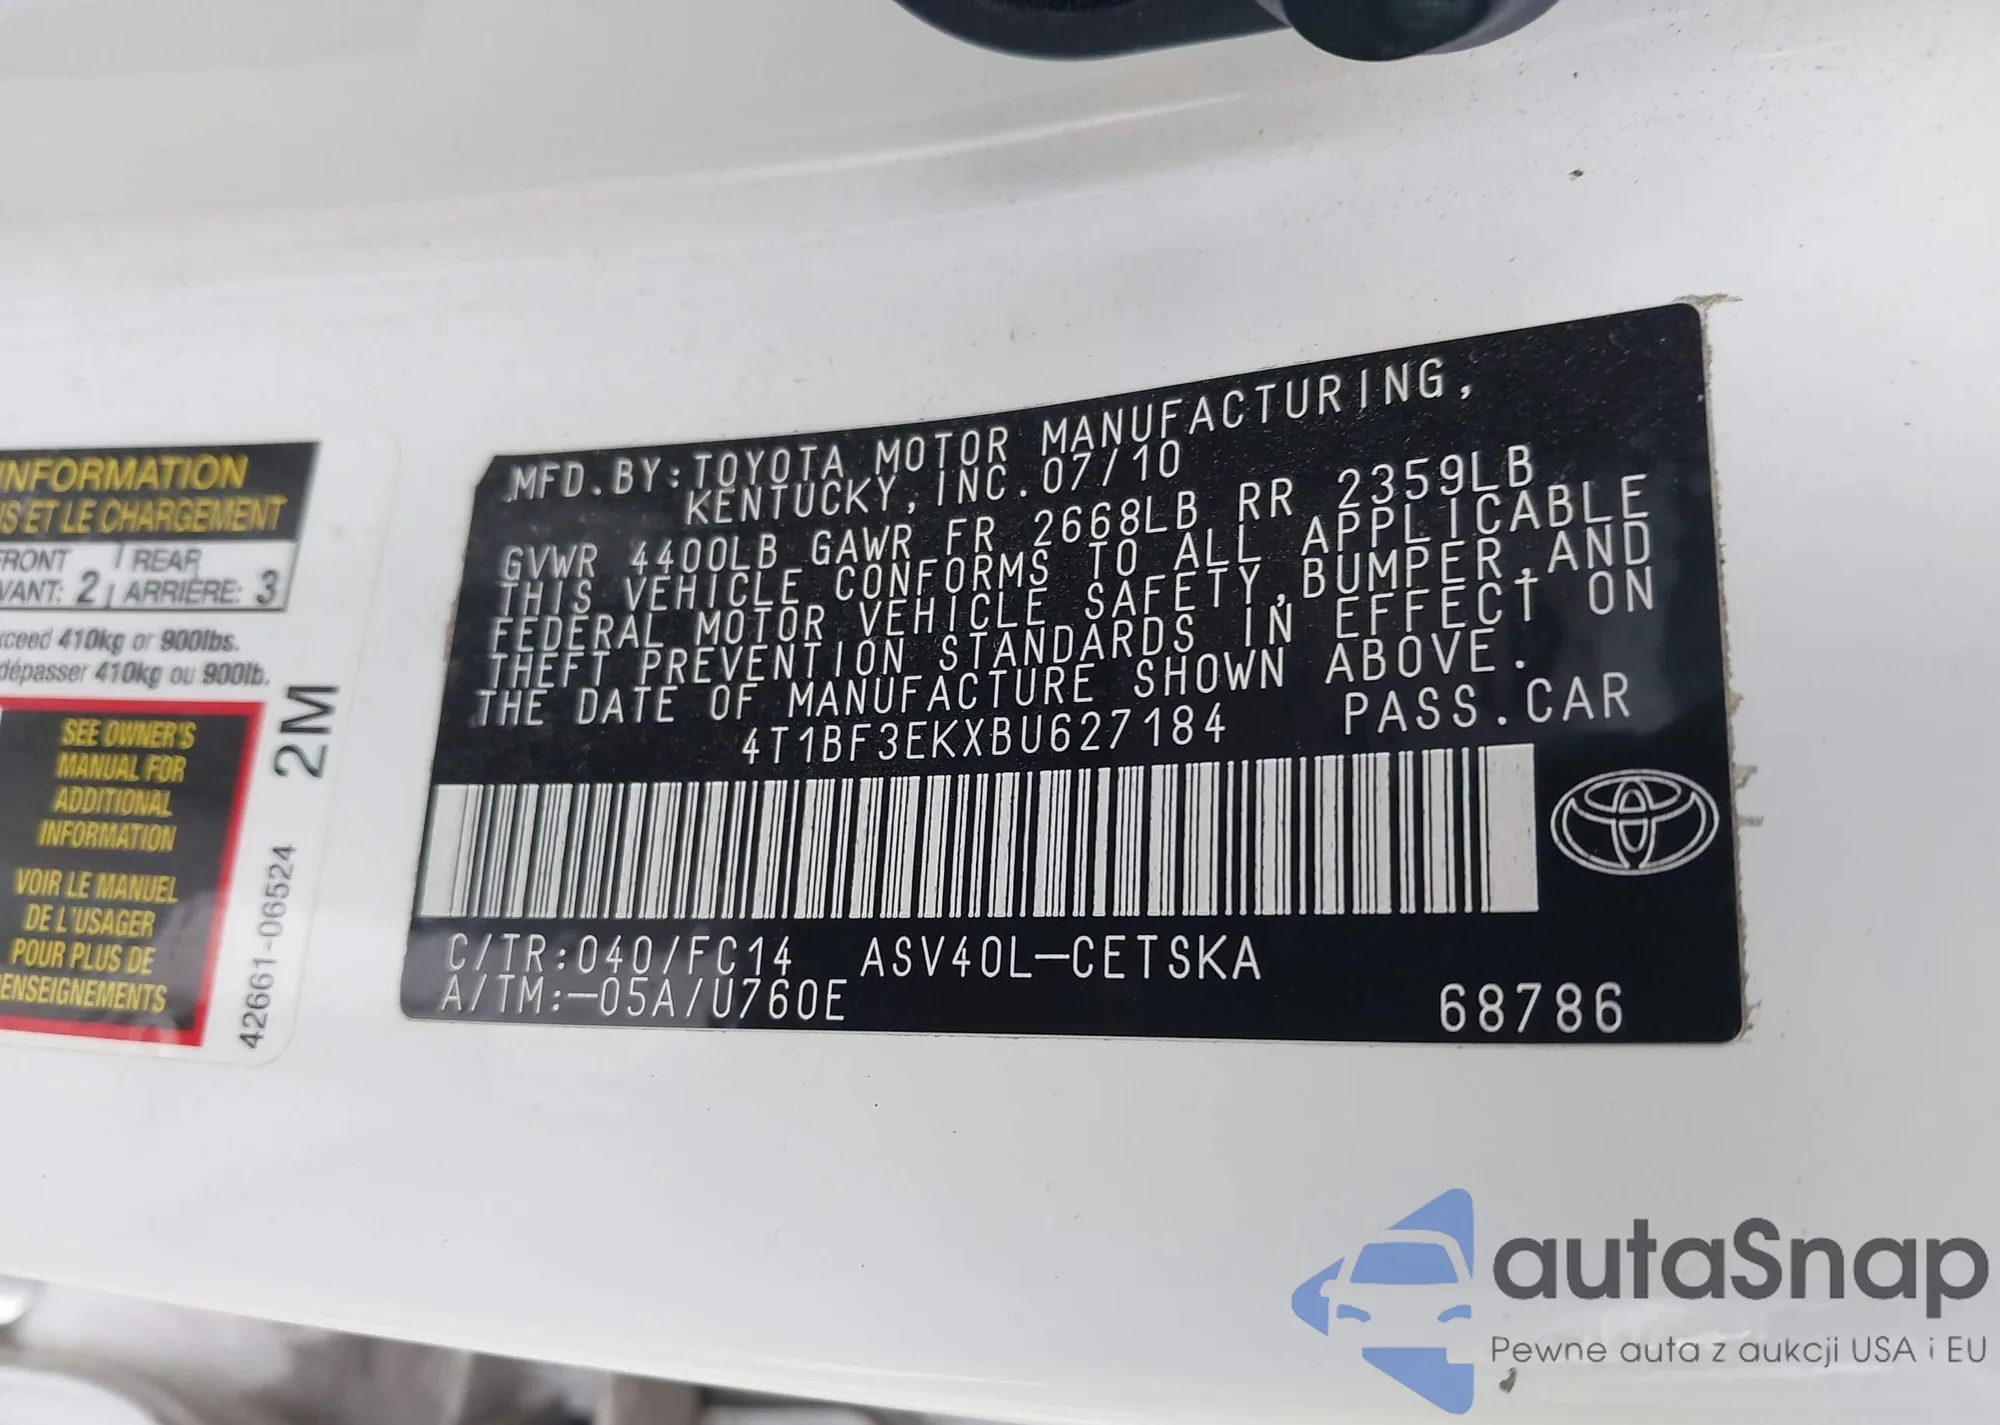 INFORMATION
IS ET LE CHARGEMENT
FRONT REAR
VANT: 2 ARRIÈRE: 3
xceed 410kg or 900lbs.
dépasser 410kg ou 900lb.
SEE OWNER'S
MANUAL FOR
ADDITIONAL
INFORMATION
VOIR LE MANUEL
DE L'USAGER
POUR PLUS DE
ENSEIGNEMENTS
2M
42661-06524
MFD.BY:TOYOTA MOTOR MANUFACTURING,
KENTUCKY,INC.07/10
GVWR 4400LB GAWR FR 2668LB RR 2359LB
THIS VEHICLE CONFORMS TO ALL APPLICABLE
FEDERAL MOTOR VEHICLE SAFETY,BUMPER,AND
THEFT PREVENTION STANDARDS IN EFFECT ON
THE DATE OF MANUFACTURE SHOWN ABOVE.
4T1BF3EKXBU627184 PASS.CAR
C/TR:040/FC14 ASV40L-CETSKA
A/TM:-05A/U760E
68786
autaSnap
Pewne auta z aukcji USA i EU